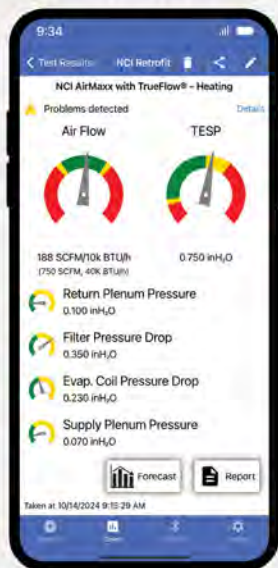 9:34
Test Results NCI Retrofit
NCI AirMaxx with TrueFlow® - Heating
Problems detected Details
Air Flow TESP
188 SCFM/10k BTU/h 0.750 inH₂O
(750 SCFM, 40K BTU/h)
Return Plenum Pressure
0.100 inH₂O
Filter Pressure Drop
0.350 inH₂O
Evap. Coil Pressure Drop
0.230 inH₂O
Supply Plenum Pressure
0.070 inH₂O
Forecast Report
Taken at 10/14/2024 9:15:29 AM